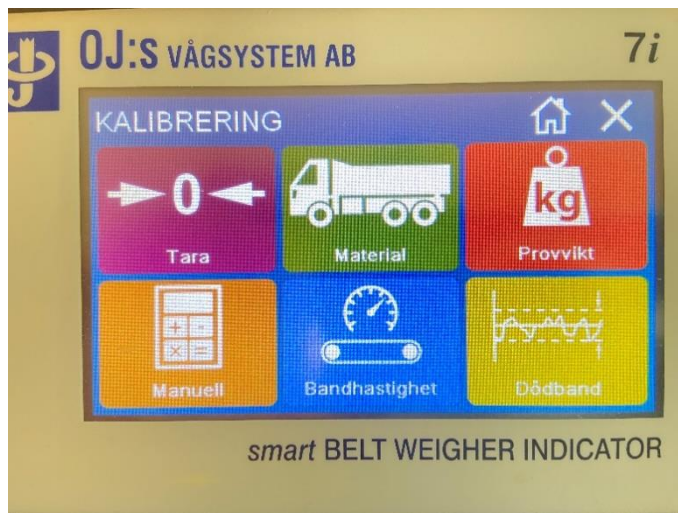 OJ:S VÅGSYSTEM AB 7i
KALIBRERING
0
kg
Tara Material Provvikt
+ -
× =
Manuell Bandhastighet Dödband
smart BELT WEIGHER INDICATOR